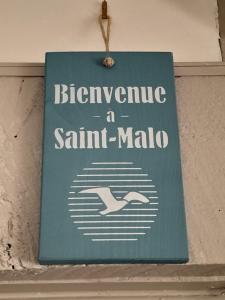 Bienvenue
- a -
Saint-Malo